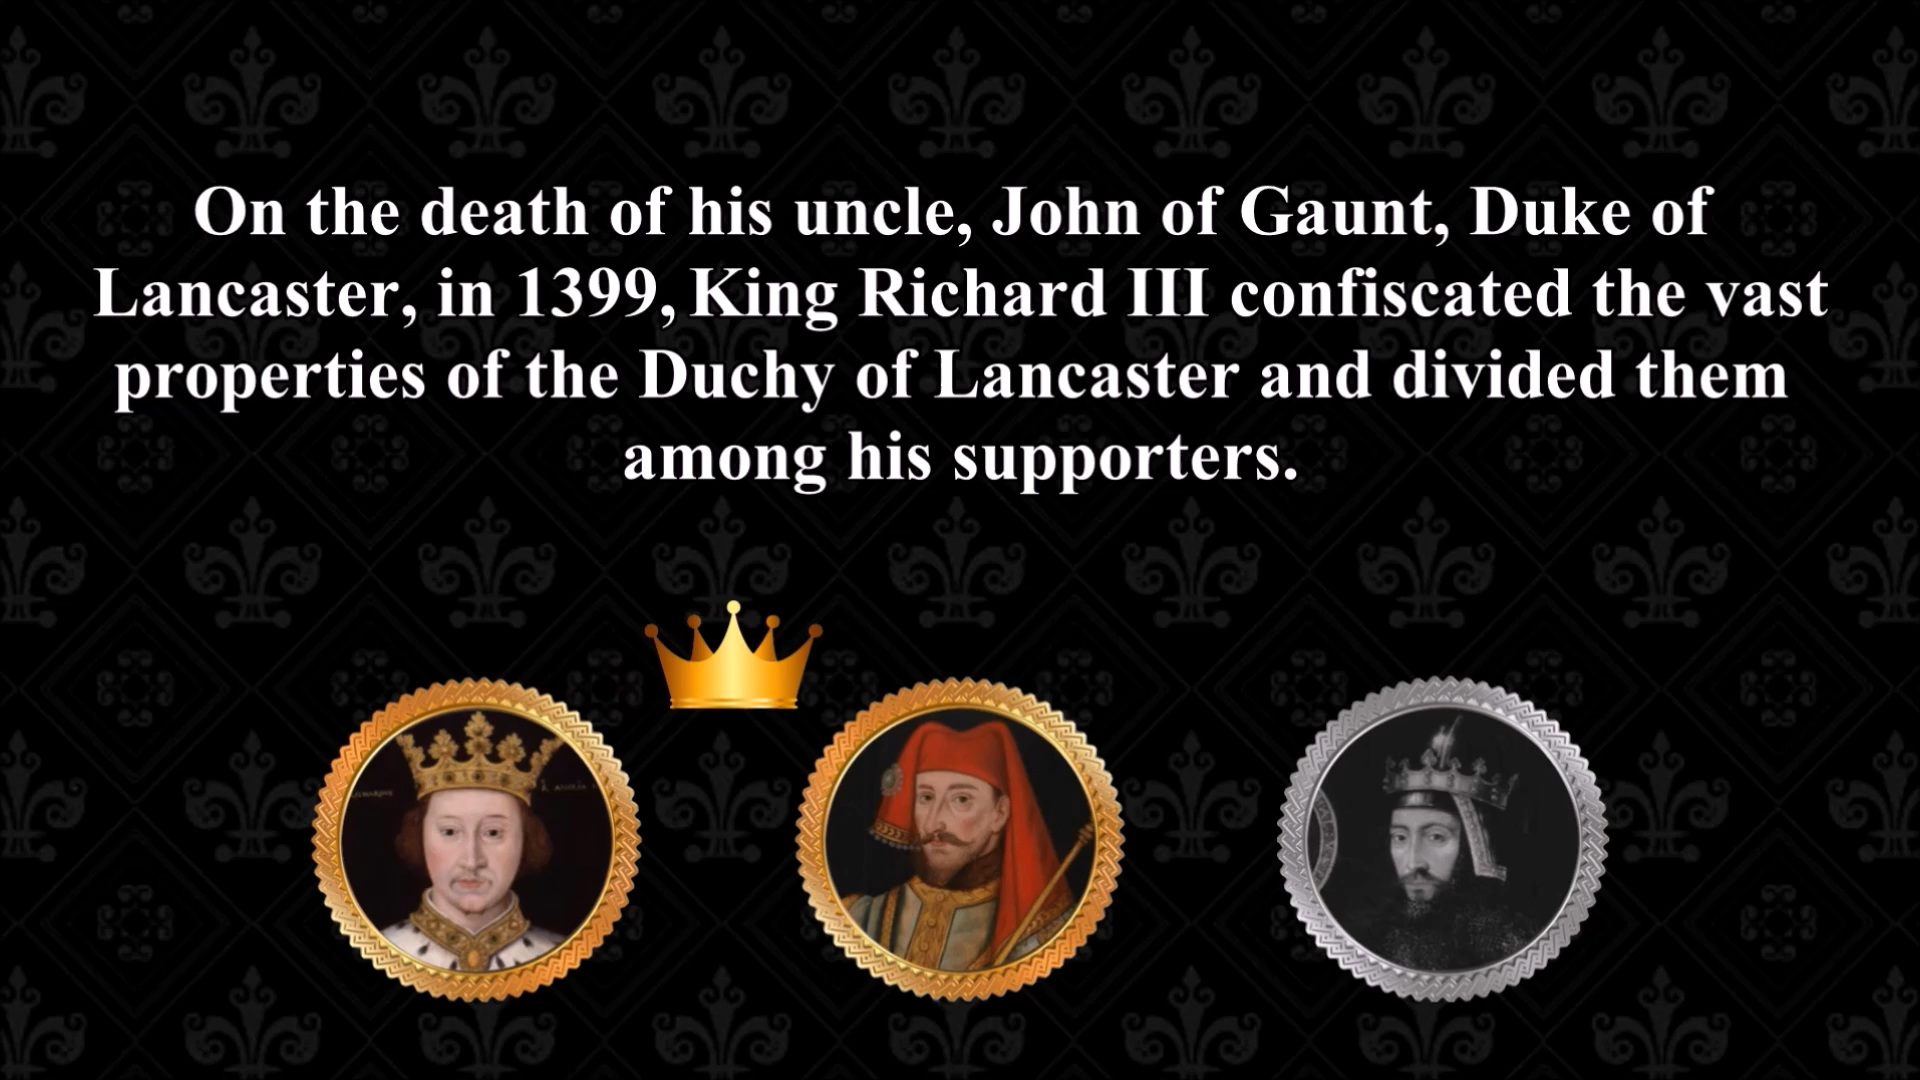 On the death of his uncle, John of Gaunt, Duke of
Lancaster, in 1399, King Richard III confiscated the vast
properties of the Duchy of Lancaster and divided them
among his supporters.